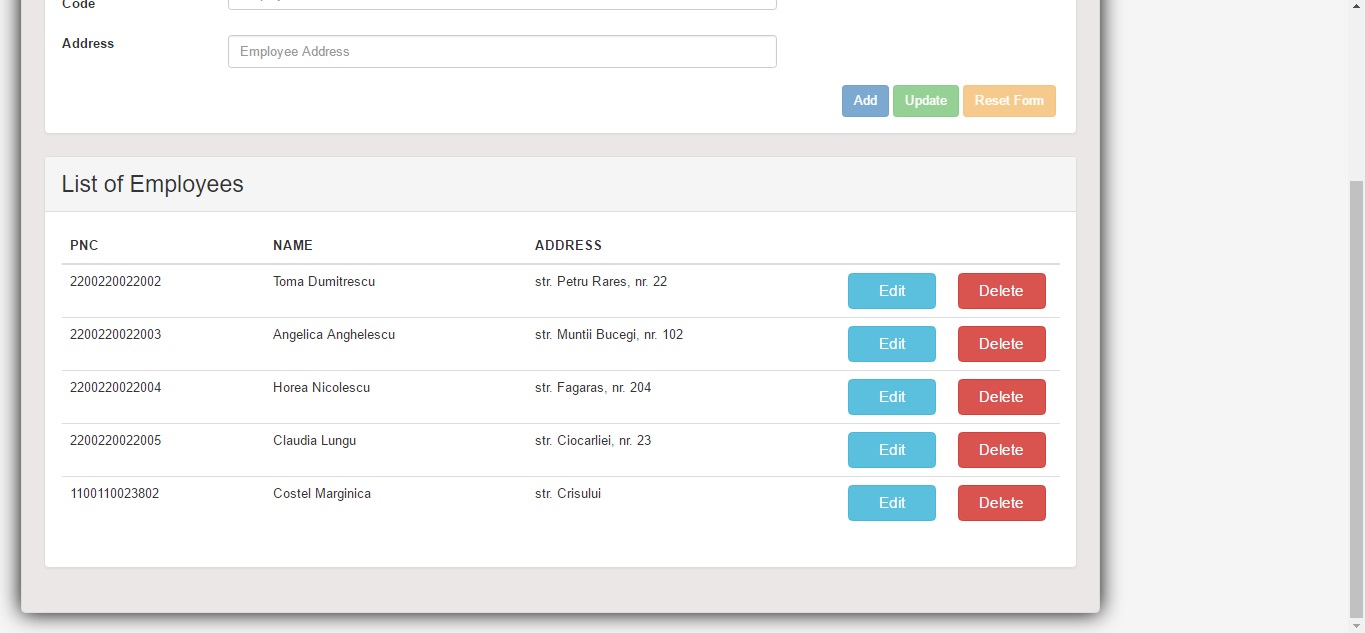 Code
Address
Employee Address
Add Update Reset Form
List of Employees
PNC NAME ADDRESS
2200220022002 Toma Dumitrescu str. Petru Rares, nr. 22 Edit Delete
2200220022003 Angelica Anghelescu str. Muntii Bucegi, nr. 102 Edit Delete
2200220022004 Horea Nicolescu str. Fagaras, nr. 204 Edit Delete
2200220022005 Claudia Lungu str. Ciocarliei, nr. 23 Edit Delete
1100110023802 Costel Marginica str. Crisului Edit Delete